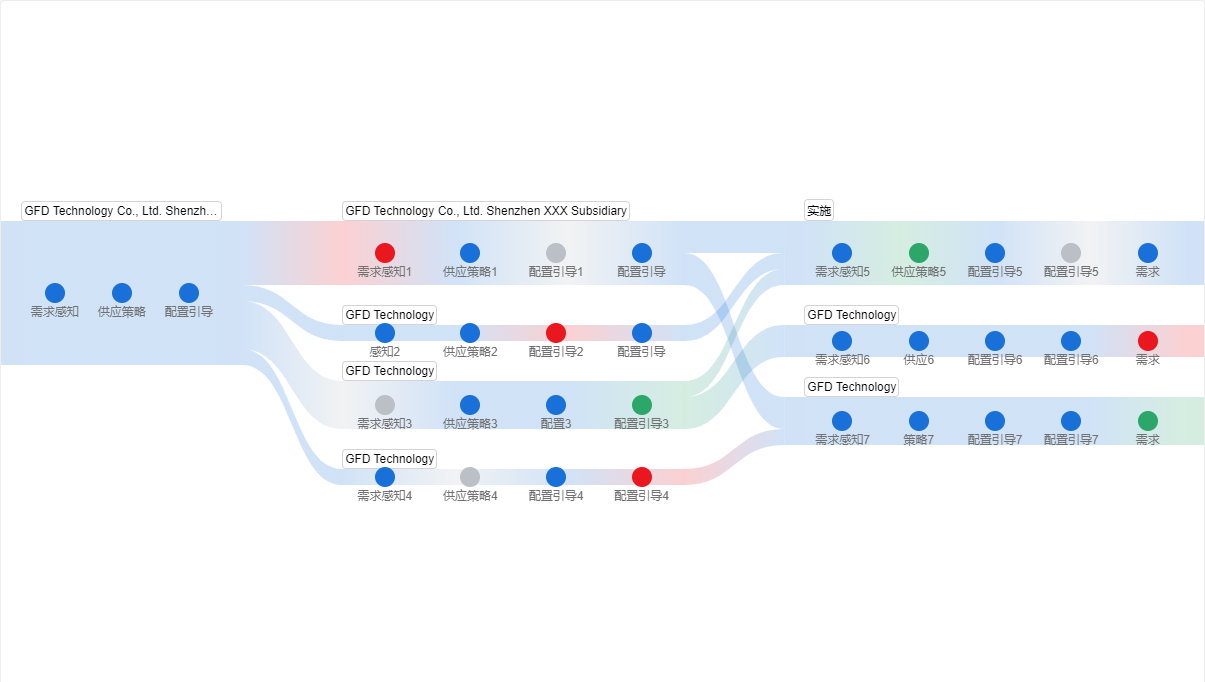 GFD Technology Co., Ltd. Shenzh...
需求感知
供应策略
配置引导
GFD Technology Co., Ltd. Shenzhen XXX Subsidiary
需求感知1
供应策略1
配置引导1
配置引导
GFD Technology
感知2
供应策略2
配置引导2
配置引导
GFD Technology
需求感知3
供应策略3
配置3
配置引导3
GFD Technology
需求感知4
供应策略4
配置引导4
配置引导4
实施
需求感知5
供应策略5
配置引导5
配置引导5
需求
GFD Technology
需求感知6
供应6
配置引导6
配置引导6
需求
GFD Technology
需求感知7
策略7
配置引导7
配置引导7
需求